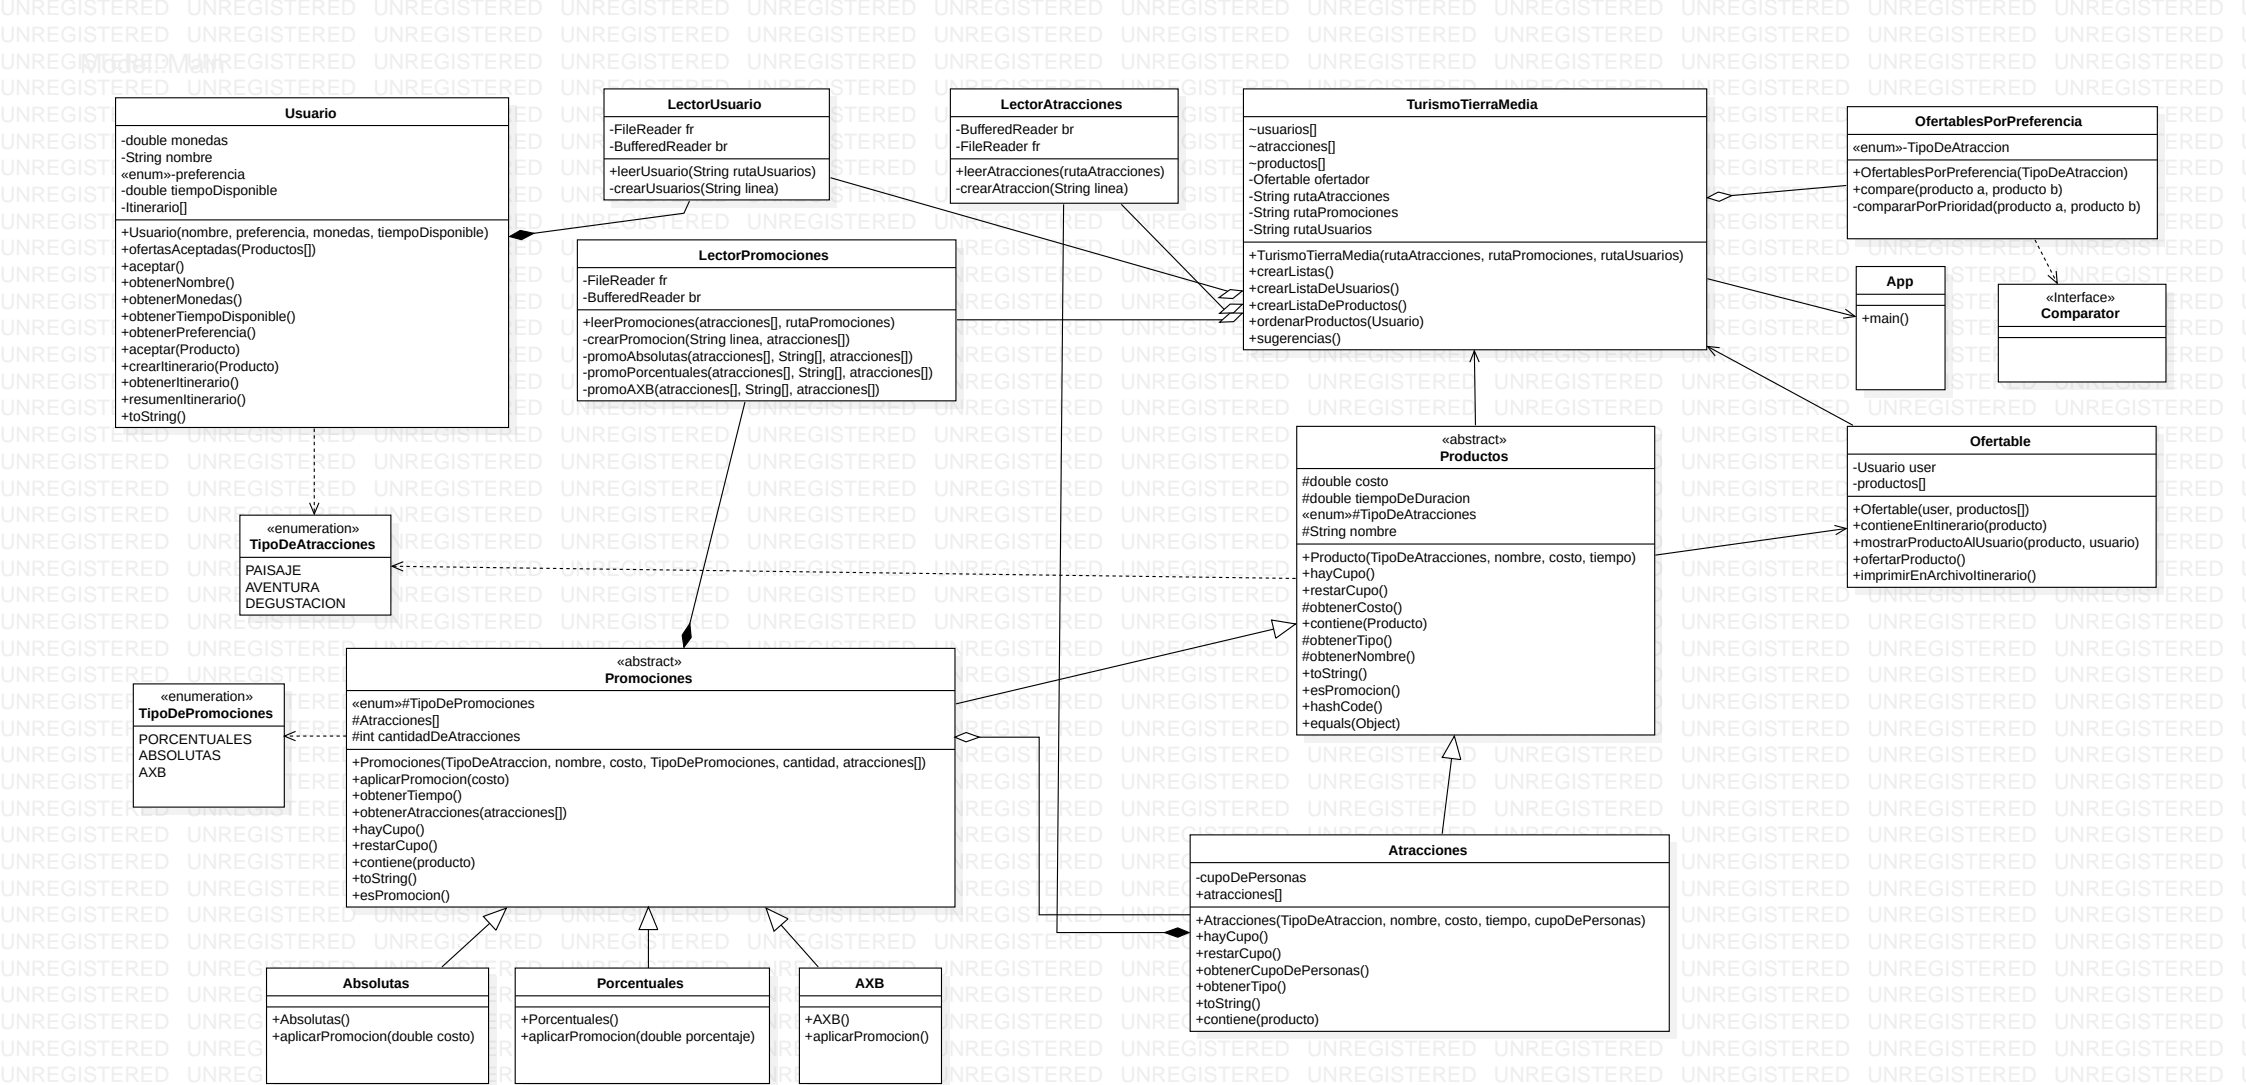 Model::Main
Usuario
-double monedas
-String nombre
«enum»-preferencia
-double tiempoDisponible
-Itinerario[]
+Usuario(nombre, preferencia, monedas, tiempoDisponible)
+ofertasAceptadas(Productos[])
+aceptar()
+obtenerNombre()
+obtenerMonedas()
+obtenerTiempoDisponible()
+obtenerPreferencia()
+aceptar(Producto)
+crearItinerario(Producto)
+obtenerItinerario()
+resumenItinerario()
+toString()
LectorUsuario
-FileReader fr
-BufferedReader br
+leerUsuario(String rutaUsuarios)
-crearUsuarios(String linea)
LectorAtracciones
-BufferedReader br
-FileReader fr
+leerAtracciones(rutaAtracciones)
-crearAtraccion(String linea)
LectorPromociones
-FileReader fr
-BufferedReader br
+leerPromociones(atracciones[], rutaPromociones)
-crearPromocion(String linea, atracciones[])
-promoAbsolutas(atracciones[], String[], atracciones[])
-promoPorcentuales(atracciones[], String[], atracciones[])
-promoAXB(atracciones[], String[], atracciones[])
TurismoTierraMedia
~usuarios[]
~atracciones[]
~productos[]
-Ofertable ofertador
-String rutaAtracciones
-String rutaPromociones
-String rutaUsuarios
+TurismoTierraMedia(rutaAtracciones, rutaPromociones, rutaUsuarios)
+crearListas()
+crearListaDeUsuarios()
+crearListaDeProductos()
+ordenarProductos(Usuario)
+sugerencias()
OfertablesPorPreferencia
«enum»-TipoDeAtraccion
+OfertablesPorPreferencia(TipoDeAtraccion)
+compare(producto a, producto b)
-compararPorPrioridad(producto a, producto b)
App
+main()
«Interface»
Comparator
Ofertable
-Usuario user
-productos[]
+Ofertable(user, productos[])
+contieneEnItinerario(producto)
+mostrarProductoAlUsuario(producto, usuario)
+ofertarProducto()
+imprimirEnArchivoItinerario()
«abstract»
Productos
#double costo
#double tiempoDeDuracion
«enum»#TipoDeAtracciones
#String nombre
+Producto(TipoDeAtracciones, nombre, costo, tiempo)
+hayCupo()
+restarCupo()
#obtenerCosto()
+contiene(Producto)
#obtenerTipo()
#obtenerNombre()
+toString()
+esPromocion()
+hashCode()
+equals(Object)
«enumeration»
TipoDeAtracciones
PAISAJE
AVENTURA
DEGUSTACION
«enumeration»
TipoDePromociones
PORCENTUALES
ABSOLUTAS
AXB
«abstract»
Promociones
«enum»#TipoDePromociones
#Atracciones[]
#int cantidadDeAtracciones
+Promociones(TipoDeAtraccion, nombre, costo, TipoDePromociones, cantidad, atracciones[])
+aplicarPromocion(costo)
+obtenerTiempo()
+obtenerAtracciones(atracciones[])
+hayCupo()
+restarCupo()
+contiene(producto)
+toString()
+esPromocion()
Atracciones
-cupoDePersonas
+atracciones[]
+Atracciones(TipoDeAtraccion, nombre, costo, tiempo, cupoDePersonas)
+hayCupo()
+restarCupo()
+obtenerCupoDePersonas()
+obtenerTipo()
+toString()
+contiene(producto)
Absolutas
+Absolutas()
+aplicarPromocion(double costo)
Porcentuales
+Porcentuales()
+aplicarPromocion(double porcentaje)
AXB
+AXB()
+aplicarPromocion()
UNREGISTERED